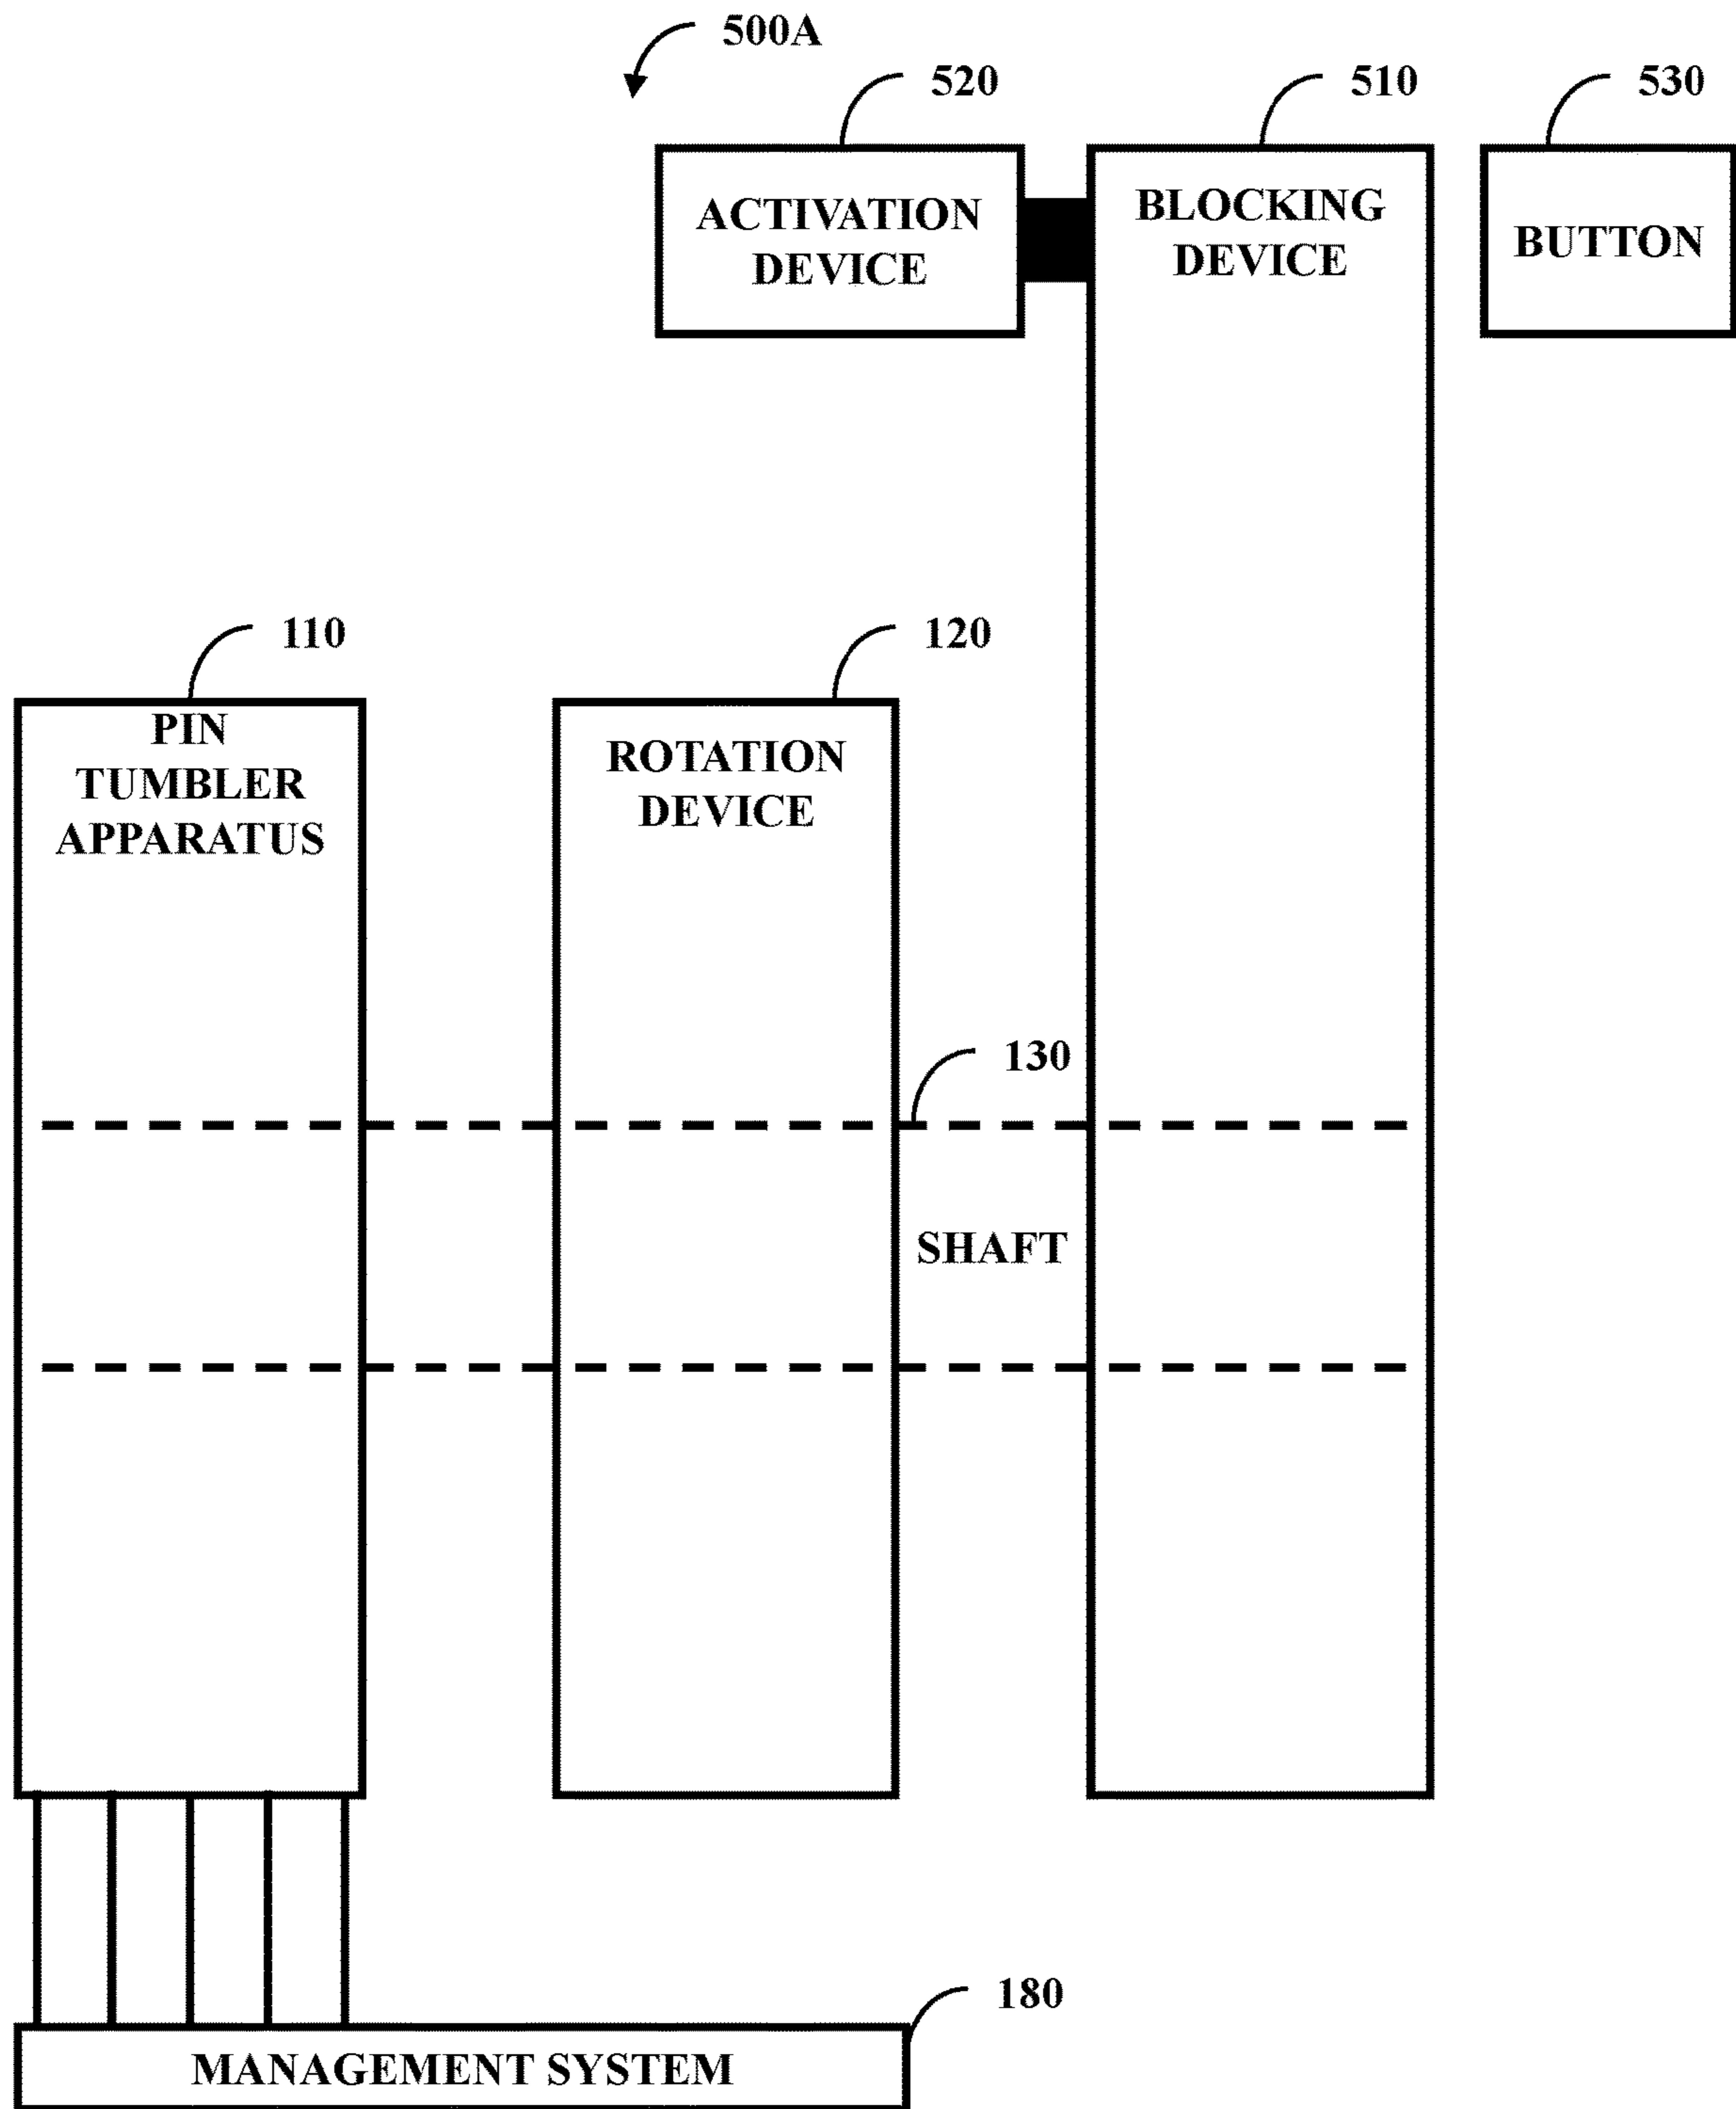 500A
520
510
530
ACTIVATION
DEVICE
BLOCKING
DEVICE
BUTTON
110
120
PIN
TUMBLER
APPARATUS
ROTATION
DEVICE
130
SHAFT
180
MANAGEMENT SYSTEM